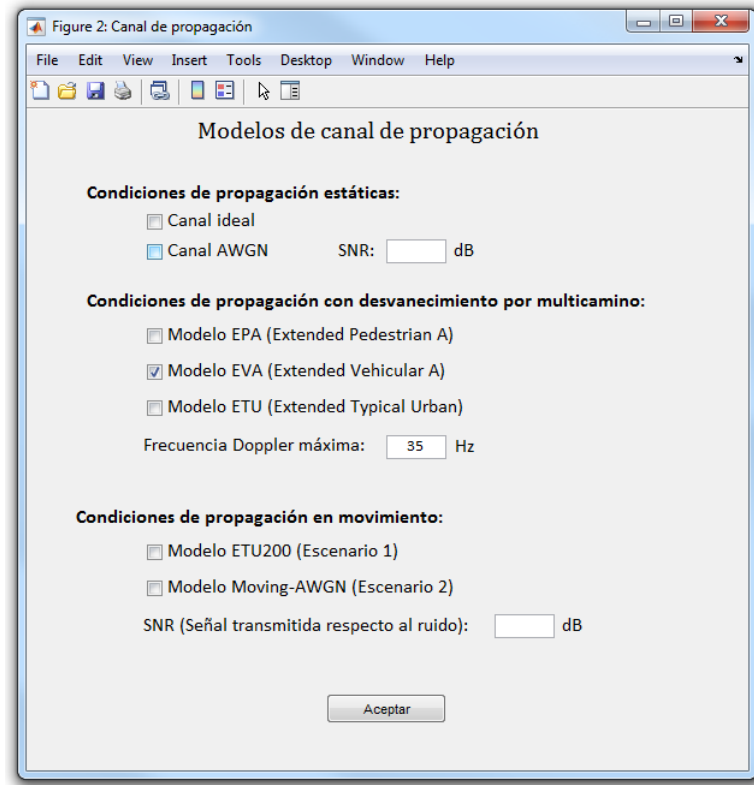 Figure 2: Canal de propagación
File Edit View Insert Tools Desktop Window Help
Modelos de canal de propagación
Condiciones de propagación estáticas:
Canal ideal
Canal AWGN SNR: dB
Condiciones de propagación con desvanecimiento por multicamino:
Modelo EPA (Extended Pedestrian A)
Modelo EVA (Extended Vehicular A)
Modelo ETU (Extended Typical Urban)
Frecuencia Doppler máxima: 35 Hz
Condiciones de propagación en movimiento:
Modelo ETU200 (Escenario 1)
Modelo Moving-AWGN (Escenario 2)
SNR (Señal transmitida respecto al ruido): dB
Aceptar